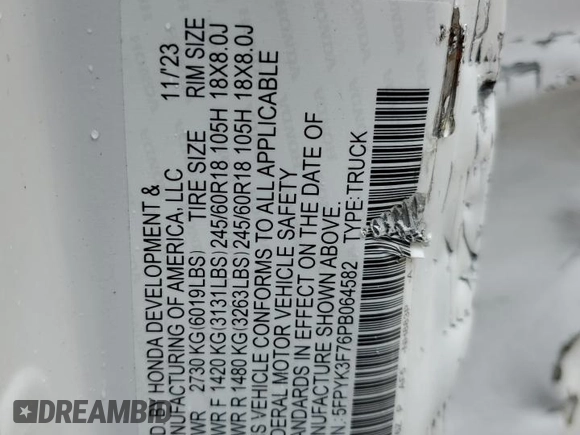 D BY HONDA DEVELOPMENT &
NUFACTURING OF AMERICA, LLC 11/'23
WR 2730 KG(6019LBS) TIRE SIZE RIM SIZE
WR F 1420 KG(3131LBS) 245/60R18 105H 18X8.0J
WR R 1480 KG(3263LBS) 245/60R18 105H 18X8.0J
S VEHICLE CONFORMS TO ALL APPLICABLE
DERAL MOTOR VEHICLE SAFETY
ANDARDS IN EFFECT ON THE DATE OF
NUFACTURE SHOWN ABOVE.
N.: 5FPYK3F76PB064582 TYPE:TRUCK
DREAMBID